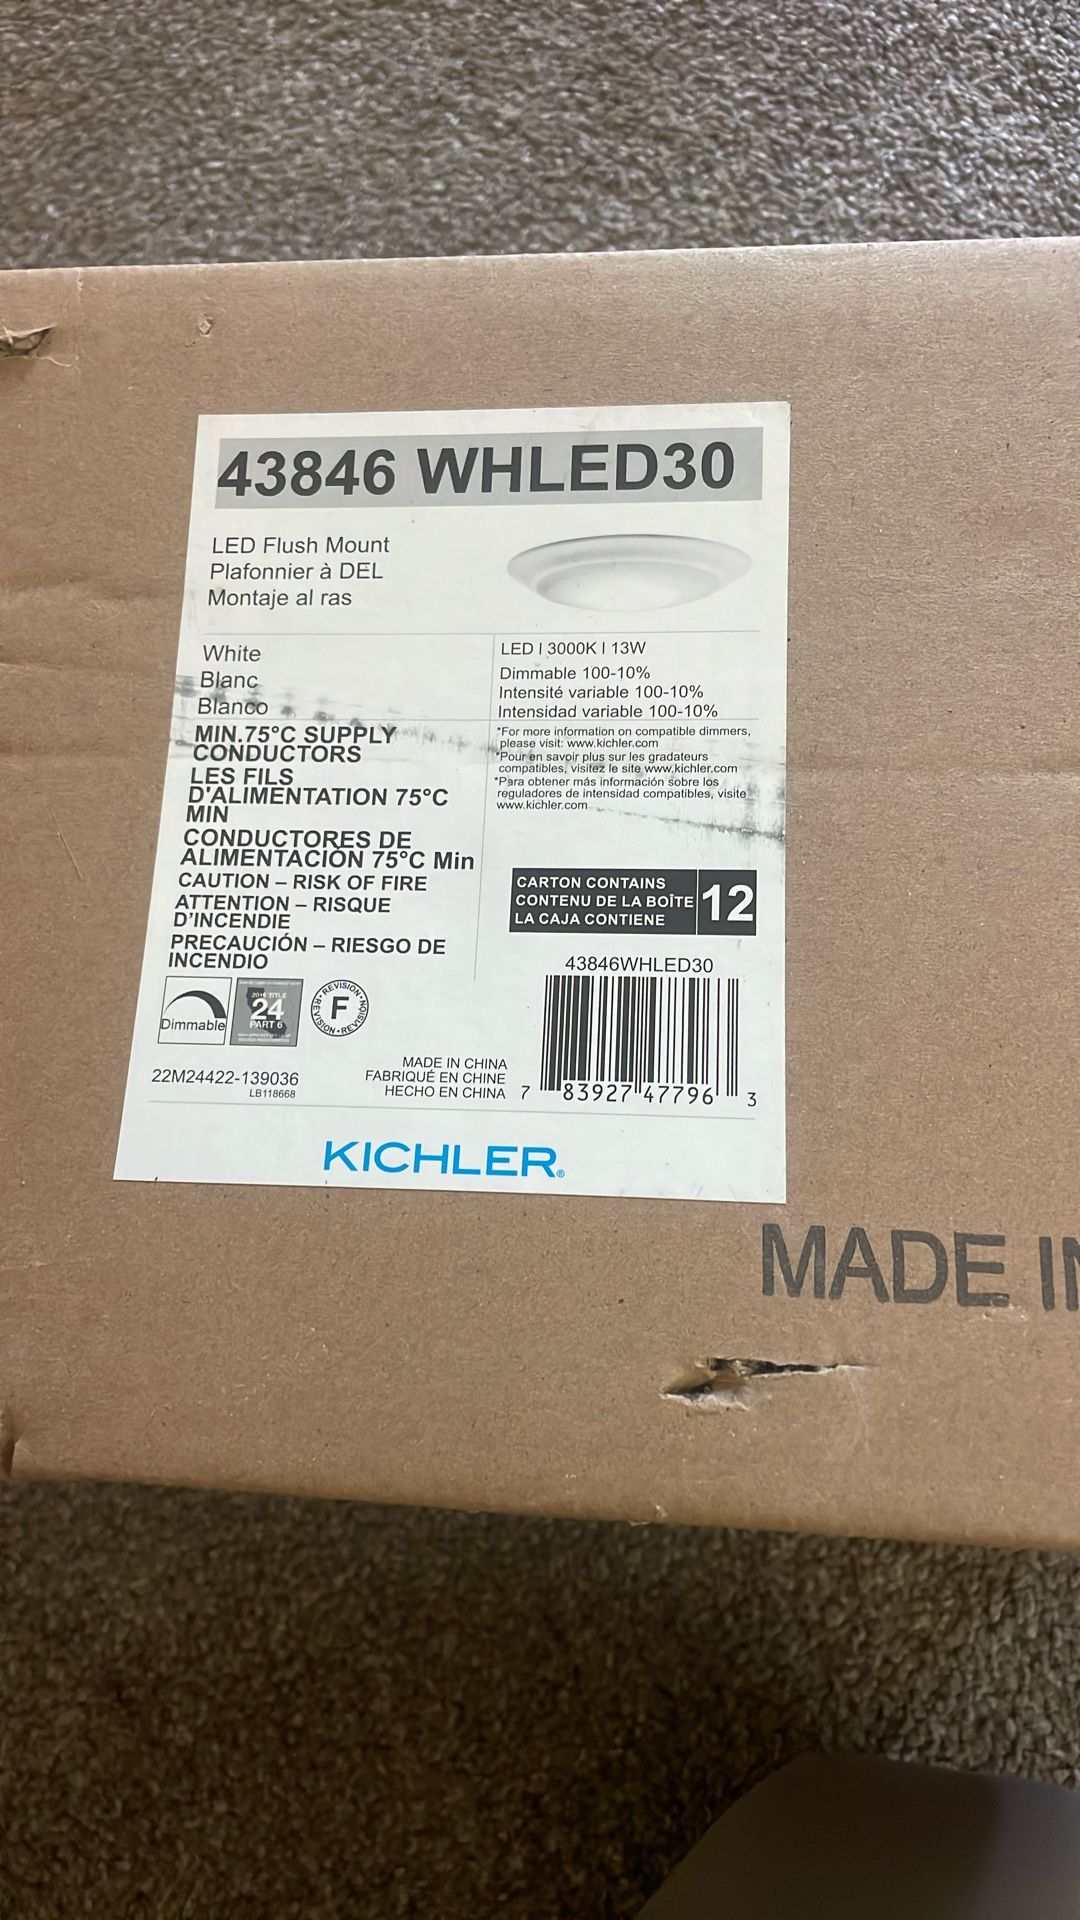 43846 WHLED30
LED Flush Mount
Plafonnier à DEL
Montaje al ras
White
Blanc
Blanco
LED | 3000K | 13W
Dimmable 100-10%
Intensité variable 100-10%
Intensidad variable 100-10%
*For more information on compatible dimmers,
please visit: www.kichler.com
*Pour en savoir plus sur les gradateurs
compatibles, visitez le site www.kichler.com
*Para obtener más información sobre los
reguladores de intensidad compatibles, visite
www.kichler.com
MIN.75°C SUPPLY
CONDUCTORS
LES FILS
D'ALIMENTATION 75°C
MIN
CONDUCTORES DE
ALIMENTACIÓN 75°C Min
CAUTION – RISK OF FIRE
ATTENTION – RISQUE
D'INCENDIE
PRECAUCIÓN – RIESGO DE
INCENDIO
CARTON CONTAINS
CONTENU DE LA BOÎTE
LA CAJA CONTIENE
12
43846WHLED30
Dimmable
2016 TITLE
24
PART 6
REVISION • REVISION • REVISION
F
22M24422-139036
LB118668
MADE IN CHINA
FABRIQUÉ EN CHINE
HECHO EN CHINA
7 83927 47796 3
KICHLER®
MADE IN